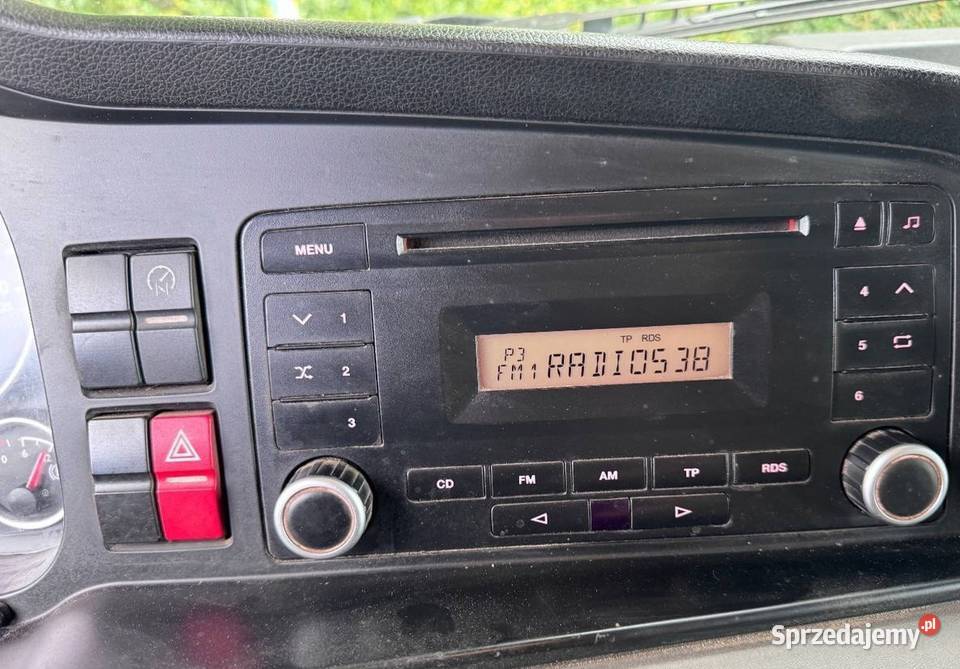 MENU
1
2
3
TP RDS
P3
FM1 RADIO538
4
5
6
CD FM AM TP RDS
Sprzedajemy.pl